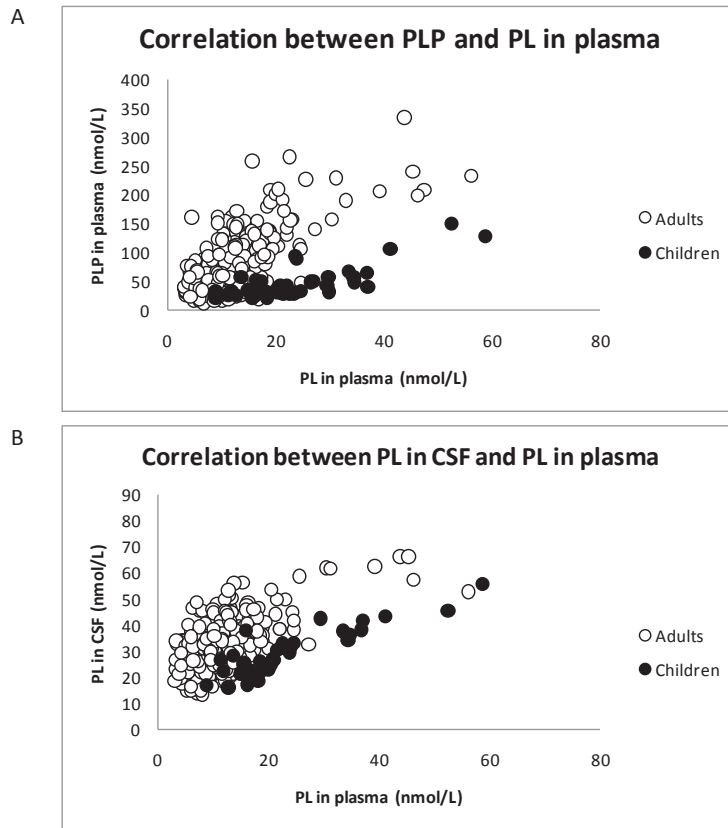 A
Correlation between PLP and PL in plasma
PLP in plasma (nmol/L)
400
350
300
250
200
150
100
50
0
0 20 40 60 80
PL in plasma (nmol/L)
Adults
Children
B
Correlation between PL in CSF and PL in plasma
PL in CSF (nmol/L)
90
80
70
60
50
40
30
20
10
0
0 20 40 60 80
PL in plasma (nmol/L)
Adults
Children